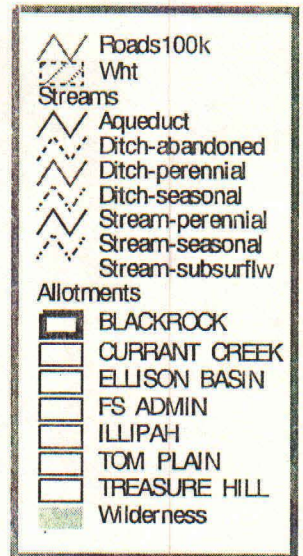 Roads100k
Wht
Streams
Aqueduct
Ditch-abandoned
Ditch-perennial
Ditch-seasonal
Stream-perennial
Stream-seasonal
Stream-subsurflw
Allotments
BLACKROCK
CURRANT CREEK
ELLISON BASIN
FS ADMIN
ILLIPAH
TOM PLAIN
TREASURE HILL
Wilderness